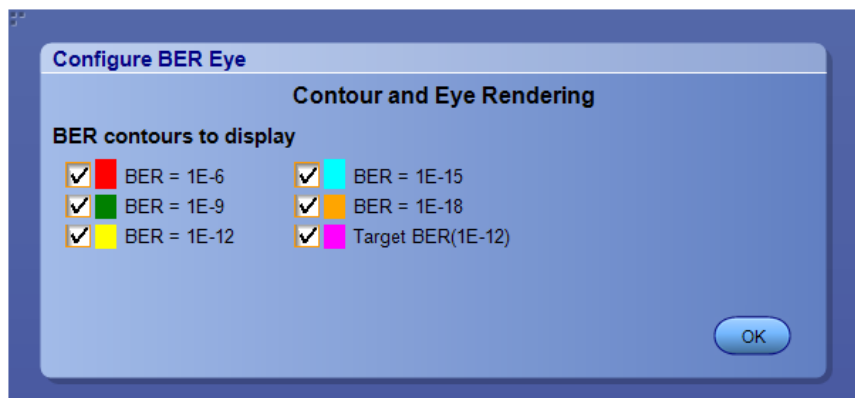 Configure BER Eye
Contour and Eye Rendering
BER contours to display
BER = 1E-6
BER = 1E-15
BER = 1E-9
BER = 1E-18
BER = 1E-12
Target BER(1E-12)
OK